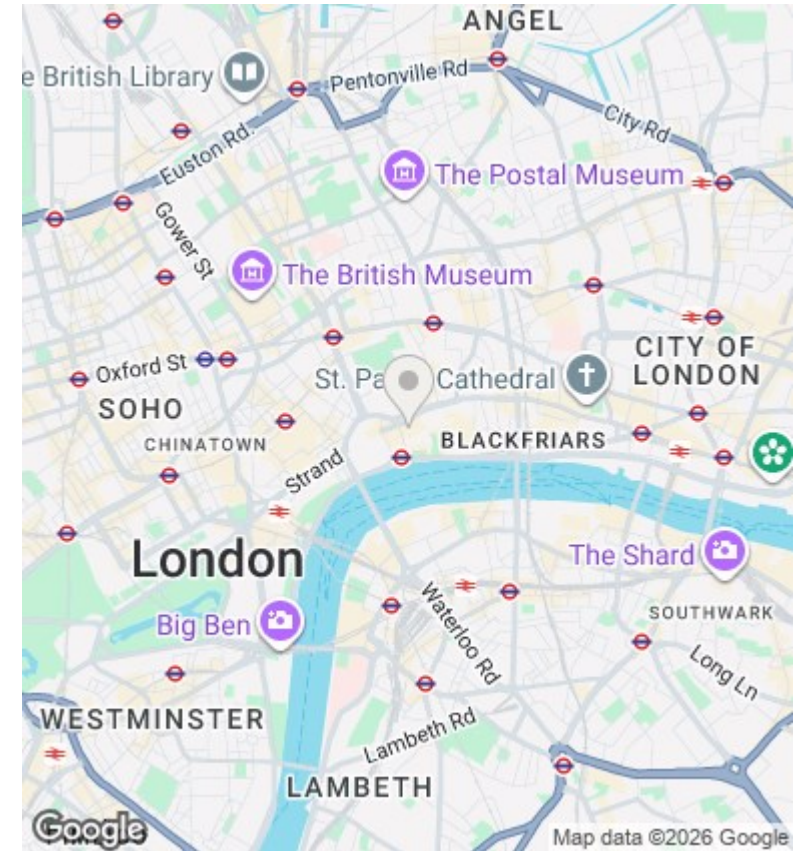 ANGEL
e British Library
Pentonville Rd
City Rd
Euston Rd.
The Postal Museum
Gower St
The British Museum
Oxford St
St. Pa
Cathedral
CITY OF
LONDON
SOHO
CHINATOWN
BLACKFRIARS
Strand
London
The Shard
Big Ben
Waterloo Rd
SOUTHWARK
Long Ln
WESTMINSTER
Lambeth Rd
LAMBETH
Google
Map data ©2026 Google